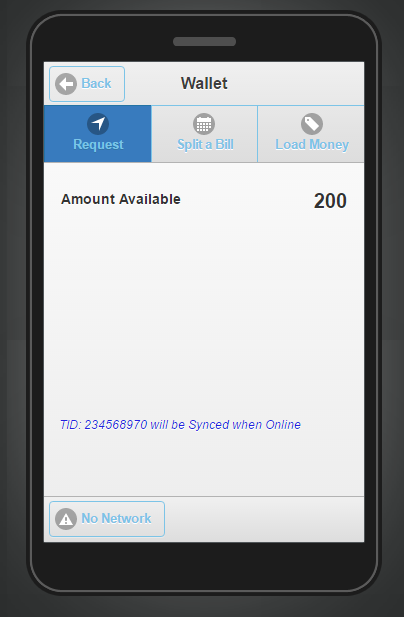 Back
Wallet
Request
Split a Bill
Load Money
Amount Available 200
TID: 234568970 will be Synced when Online
No Network